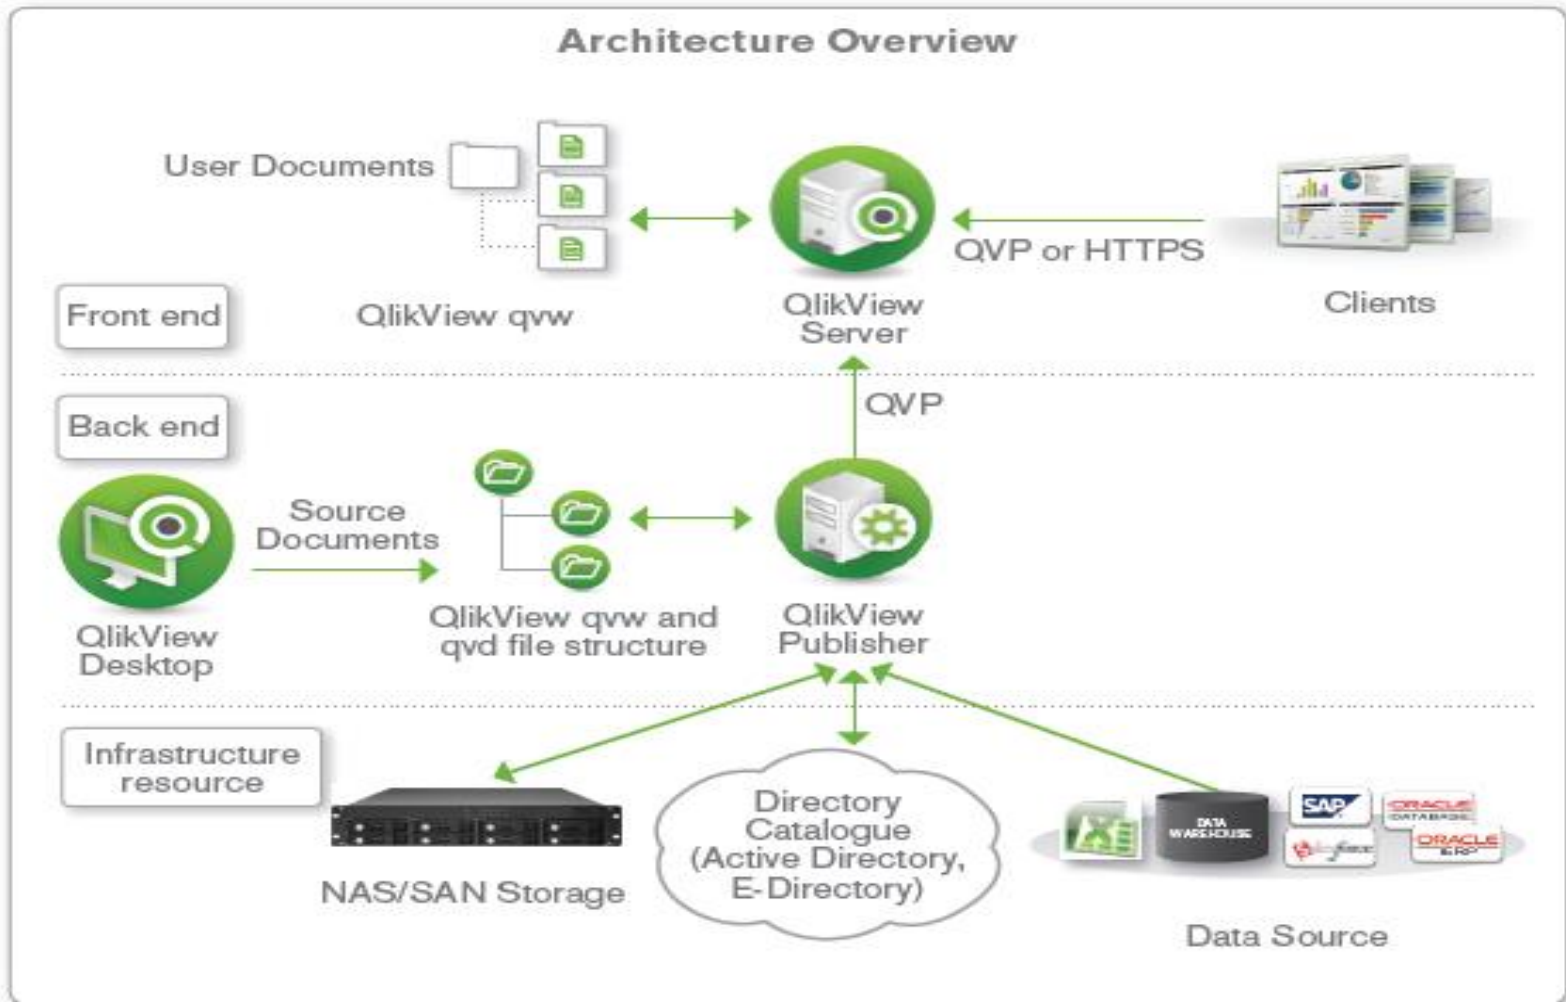 Architecture Overview
User Documents
QlikView qvw
QlikView
Server
QVP or HTTPS
Clients
Front end
QVP
Back end
Source
Documents
QlikView
Desktop
QlikView qvw and
qvd file structure
QlikView
Publisher
Infrastructure
resource
NAS/SAN Storage
Directory
Catalogue
(Active Directory,
E-Directory)
DATA
WAREHOUSE
SAP
ORACLE
DATABASE
ORACLE
ERP
Data Source